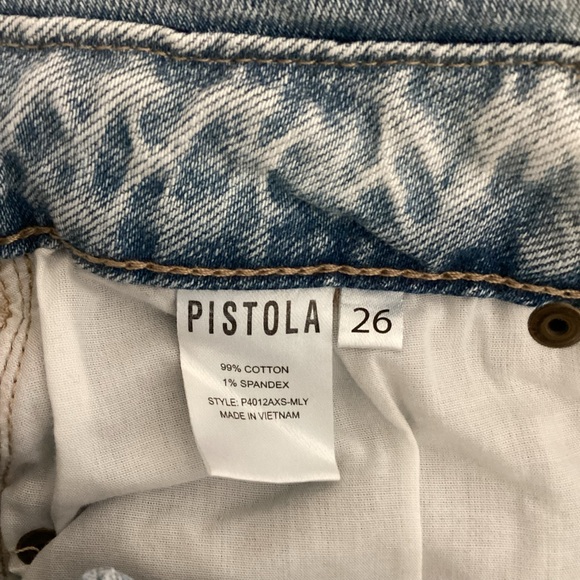 PISTOLA
26
99% COTTON
1% SPANDEX
STYLE: P4012AXS-MLY
MADE IN VIETNAM